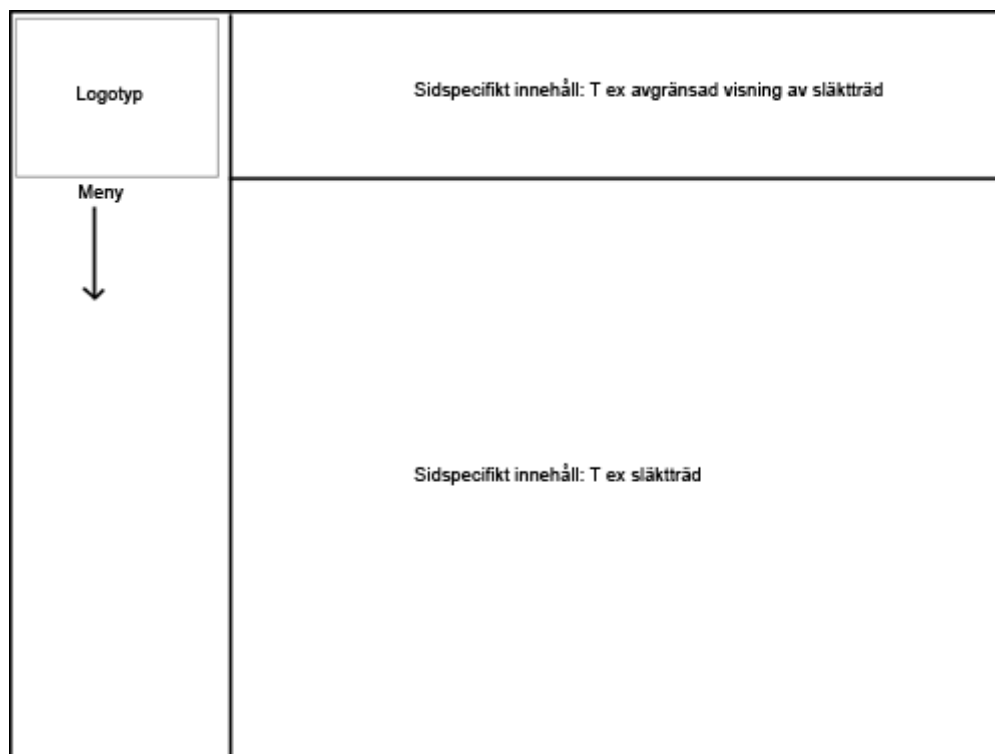 Logotyp
Sidspecifikt innehåll: T ex avgränsad visning av släktträd
Meny
Sidspecifikt innehåll: T ex släktträd